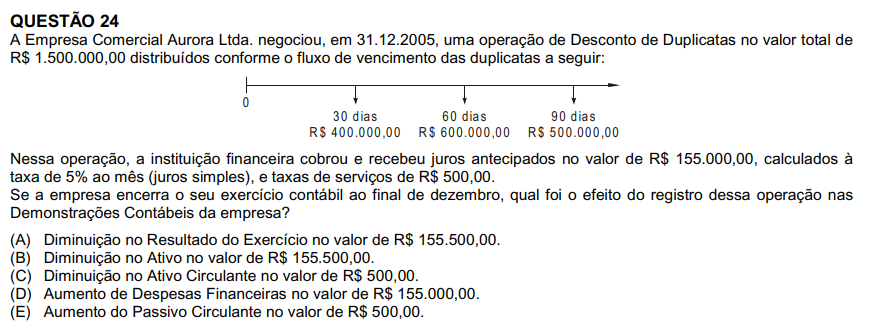 QUESTÃO 24
A Empresa Comercial Aurora Ltda. negociou, em 31.12.2005, uma operação de Desconto de Duplicatas no valor total de
R$ 1.500.000,00 distribuídos conforme o fluxo de vencimento das duplicatas a seguir:
0
30 dias 60 dias 90 dias
R$ 400.000,00 R$ 600.000,00 R$ 500.000,00
Nessa operação, a instituição financeira cobrou e recebeu juros antecipados no valor de R$ 155.000,00, calculados à
taxa de 5% ao mês (juros simples), e taxas de serviços de R$ 500,00.
Se a empresa encerra o seu exercício contábil ao final de dezembro, qual foi o efeito do registro dessa operação nas
Demonstrações Contábeis da empresa?
(A) Diminuição no Resultado do Exercício no valor de R$ 155.500,00.
(B) Diminuição no Ativo no valor de R$ 155.500,00.
(C) Diminuição no Ativo Circulante no valor de R$ 500,00.
(D) Aumento de Despesas Financeiras no valor de R$ 155.000,00.
(E) Aumento do Passivo Circulante no valor de R$ 500,00.